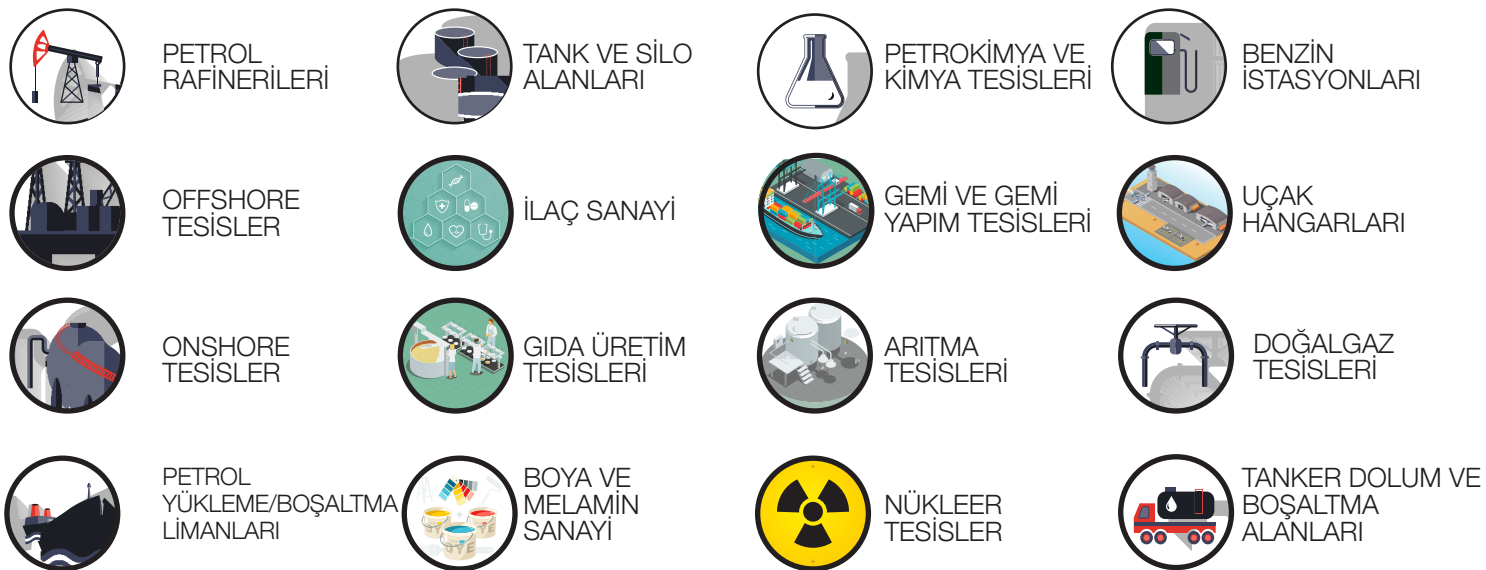 PETROL
RAFİNERİLERİ
TANK VE SİLO
ALANLARI
PETROKİMYA VE
KİMYA TESİSLERİ
BENZİN
İSTASYONLARI
OFFSHORE
TESİSLER
İLAÇ SANAYİ
GEMİ VE GEMİ
YAPIM TESİSLERİ
UÇAK
HANGARLARI
ONSHORE
TESİSLER
GIDA ÜRETİM
TESİSLERİ
ARITMA
TESİSLERİ
DOĞALGAZ
TESİSLERİ
PETROL
YÜKLEME/BOŞALTMA
LİMANLARI
BOYA VE
MELAMİN
SANAYİ
NÜKLEER
TESİSLER
TANKER DOLUM VE
BOŞALTMA
ALANLARI